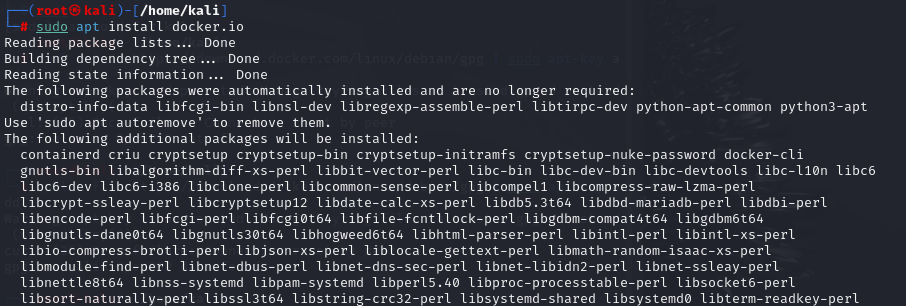 (root㉿kali)-[/home/kali]
# sudo apt install docker.io
Reading package lists... Done
Building dependency tree... Done
Reading state information... Done
The following packages were automatically installed and are no longer required:
distro-info-data libfcgi-bin libnsl-dev libregexp-assemble-perl libtirpc-dev python-apt-common python3-apt
Use 'sudo apt autoremove' to remove them.
The following additional packages will be installed:
containerd criu cryptsetup cryptsetup-bin cryptsetup-initramfs cryptsetup-nuke-password docker-cli
gnutls-bin libalgorithm-diff-xs-perl libbit-vector-perl libc-bin libc-dev-bin libc-devtools libc-l10n libc6
libc6-dev libc6-i386 libclone-perl libcommon-sense-perl libcompel1 libcompress-raw-lzma-perl
libcrypt-ssleay-perl libcryptsetup12 libdate-calc-xs-perl libdb5.3t64 libdbd-mariadb-perl libdbi-perl
libencode-perl libfcgi-perl libfcgi0t64 libfile-fcntllock-perl libgdbm-compat4t64 libgdbm6t64
libgnutls-dane0t64 libgnutls30t64 libhogweed6t64 libhtml-parser-perl libintl-perl libintl-xs-perl
libio-compress-brotli-perl libjson-xs-perl liblocale-gettext-perl libmath-random-isaac-xs-perl
libmodule-find-perl libnet-dbus-perl libnet-dns-sec-perl libnet-libidn2-perl libnet-ssleay-perl
libnettle8t64 libnss-systemd libpam-systemd libperl5.40 libproc-processtable-perl libsocket6-perl
libsort-naturally-perl libssl3t64 libstring-crc32-perl libsystemd-shared libsystemd0 libterm-readkey-perl